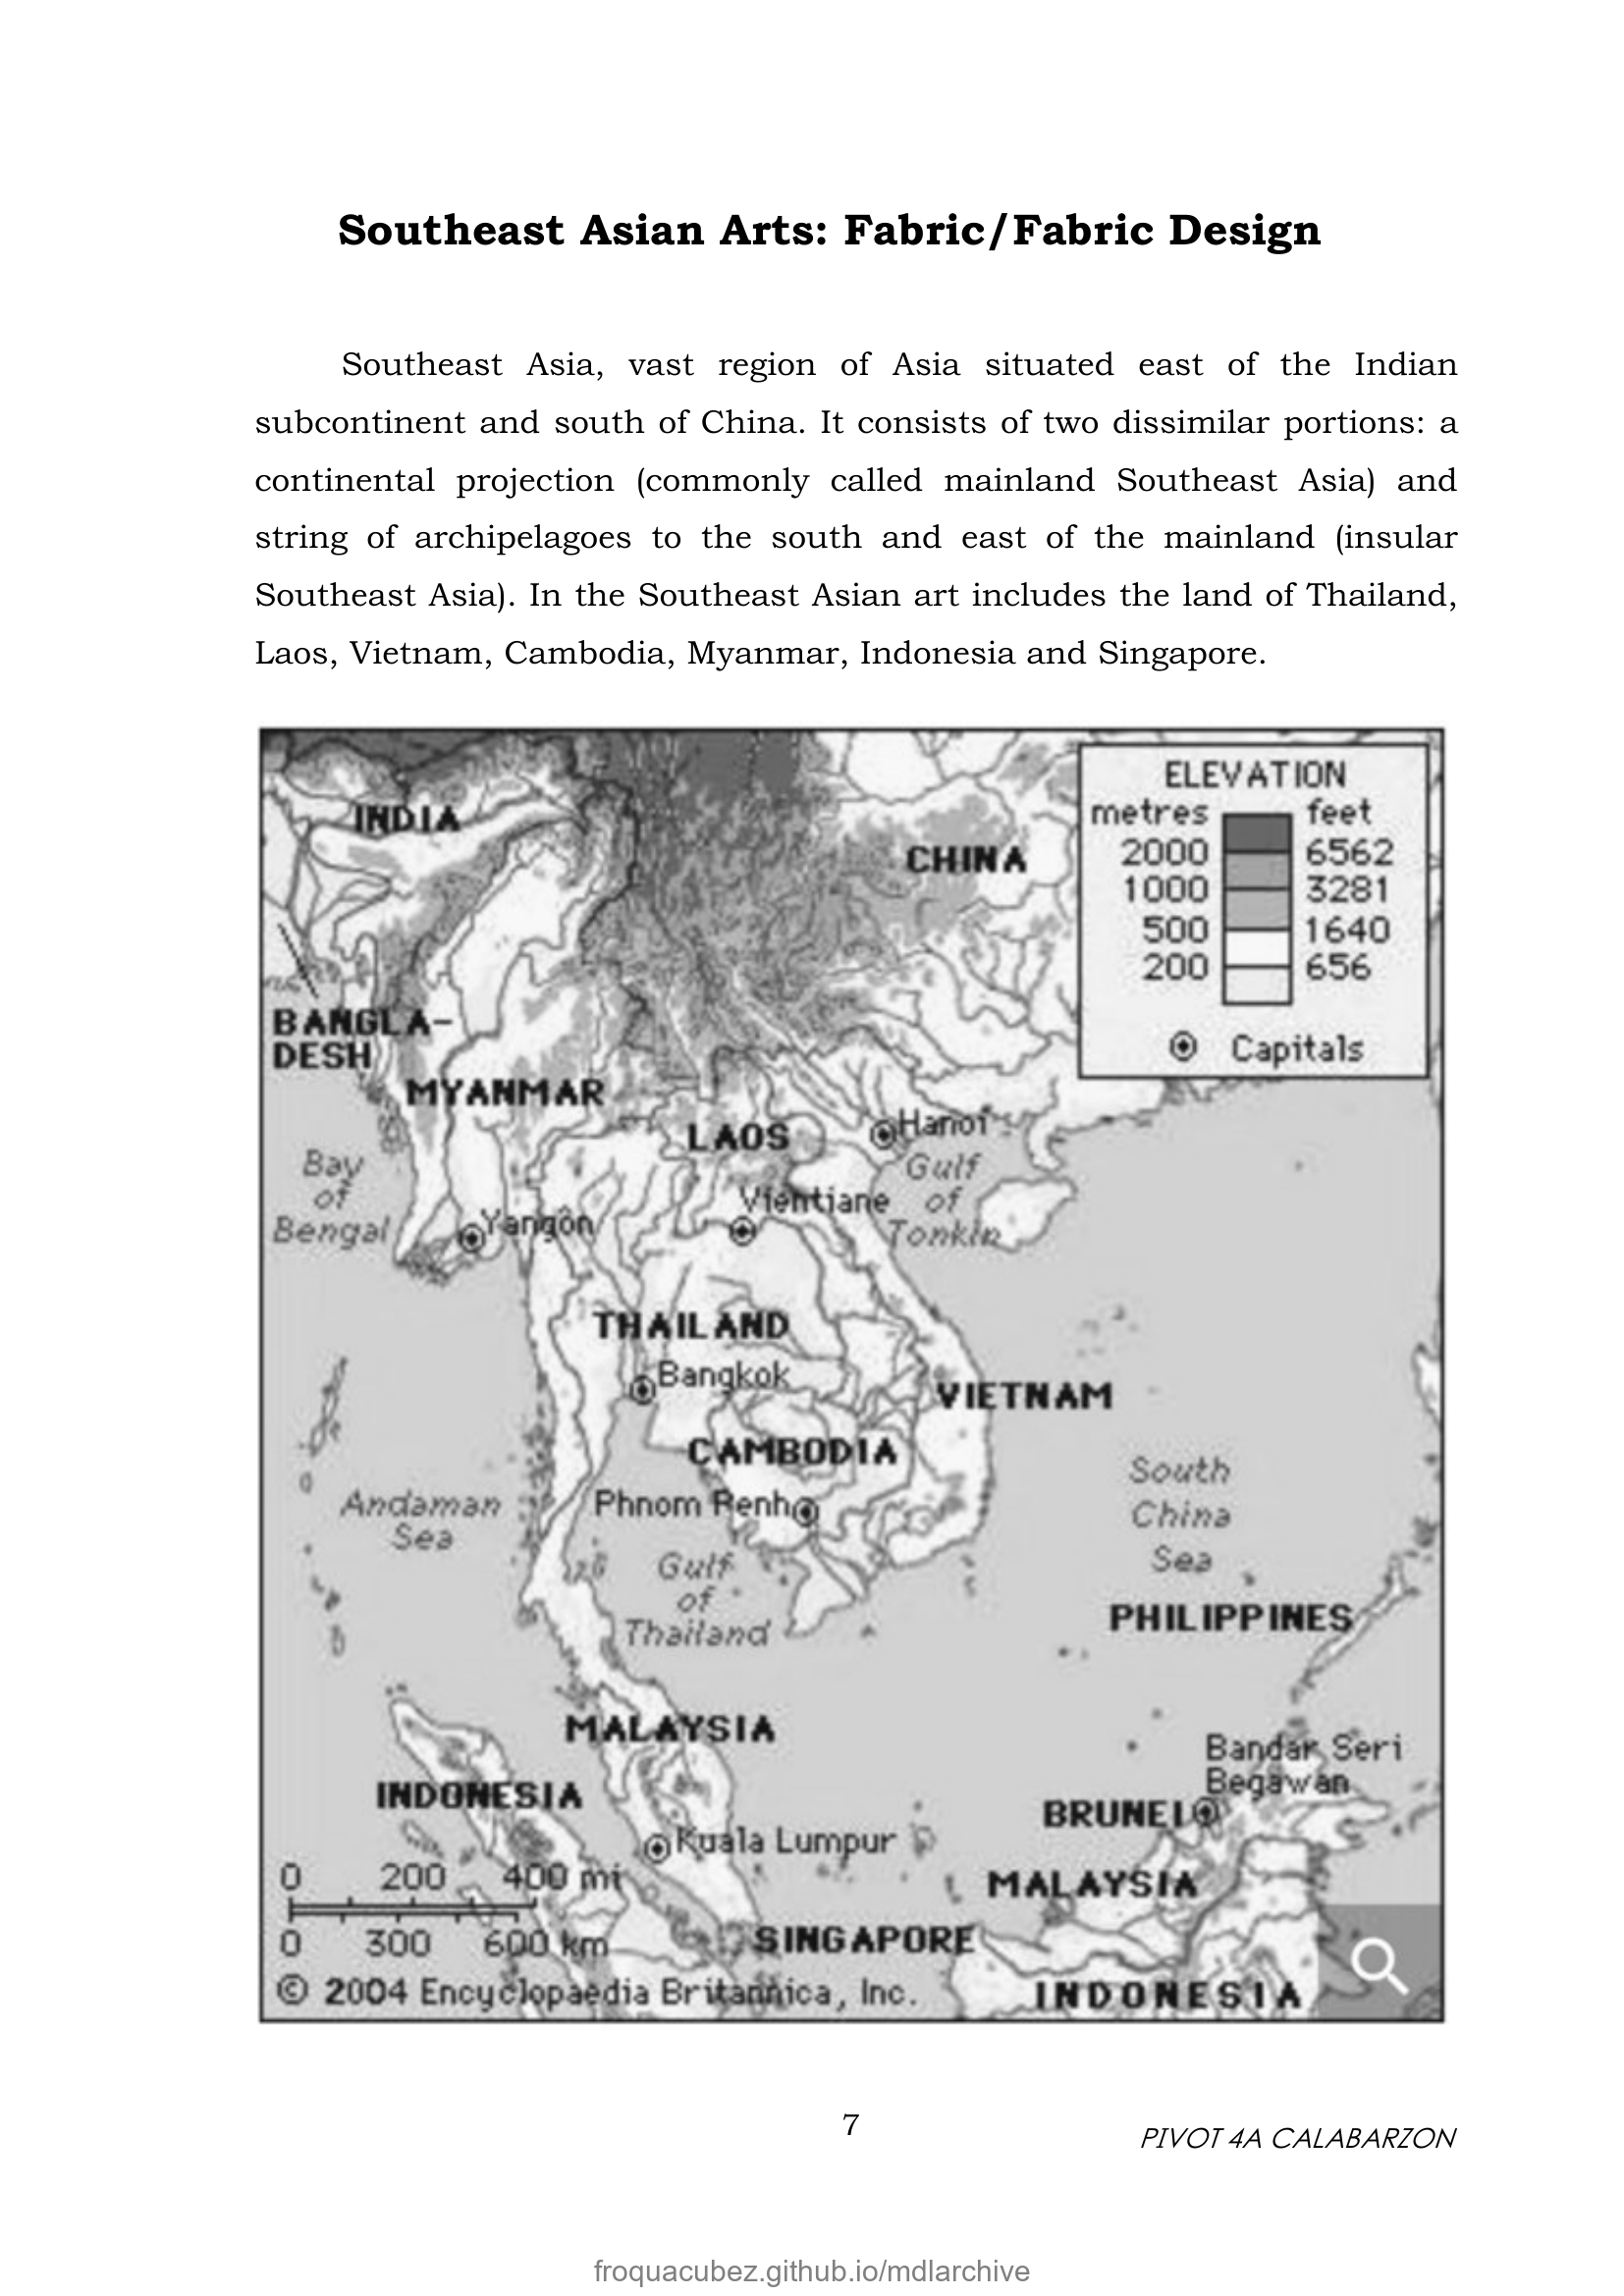 Southeast Asian Arts: Fabric/Fabric Design
Southeast Asia, vast region of Asia situated east of the Indian
subcontinent and south of China. It consists of two dissimilar portions: a
continental projection (commonly called mainland Southeast Asia) and
string of archipelagoes to the south and east of the mainland (insular
Southeast Asia). In the Southeast Asian art includes the land of Thailand,
Laos, Vietnam, Cambodia, Myanmar, Indonesia and Singapore.
ELEVATION
metres feet
2000 6562
1000 3281
500 1640
200 656
Capitals
INDIA
CHINA
BANGLA-
DESH
MYANMAR
LAOS
Hanoi
Bay
of
Bengal
Gulf
of
Tonkin
Vientiane
Yangôn
THAILAND
Bangkok
VIETNAM
CAMBODIA
Phnom Penh
Andaman
Sea
South
China
Sea
Gulf
of
Thailand
PHILIPPINES
MALAYSIA
Bandar Seri
Begawan
INDONESIA
BRUNEI
Kuala Lumpur
0 200 400 mi
MALAYSIA
0 300 600 km
SINGAPORE
© 2004 Encyclopaedia Britannica, Inc.
INDONESIA
7
PIVOT 4A CALABARZON
froquacubez.github.io/mdlarchive